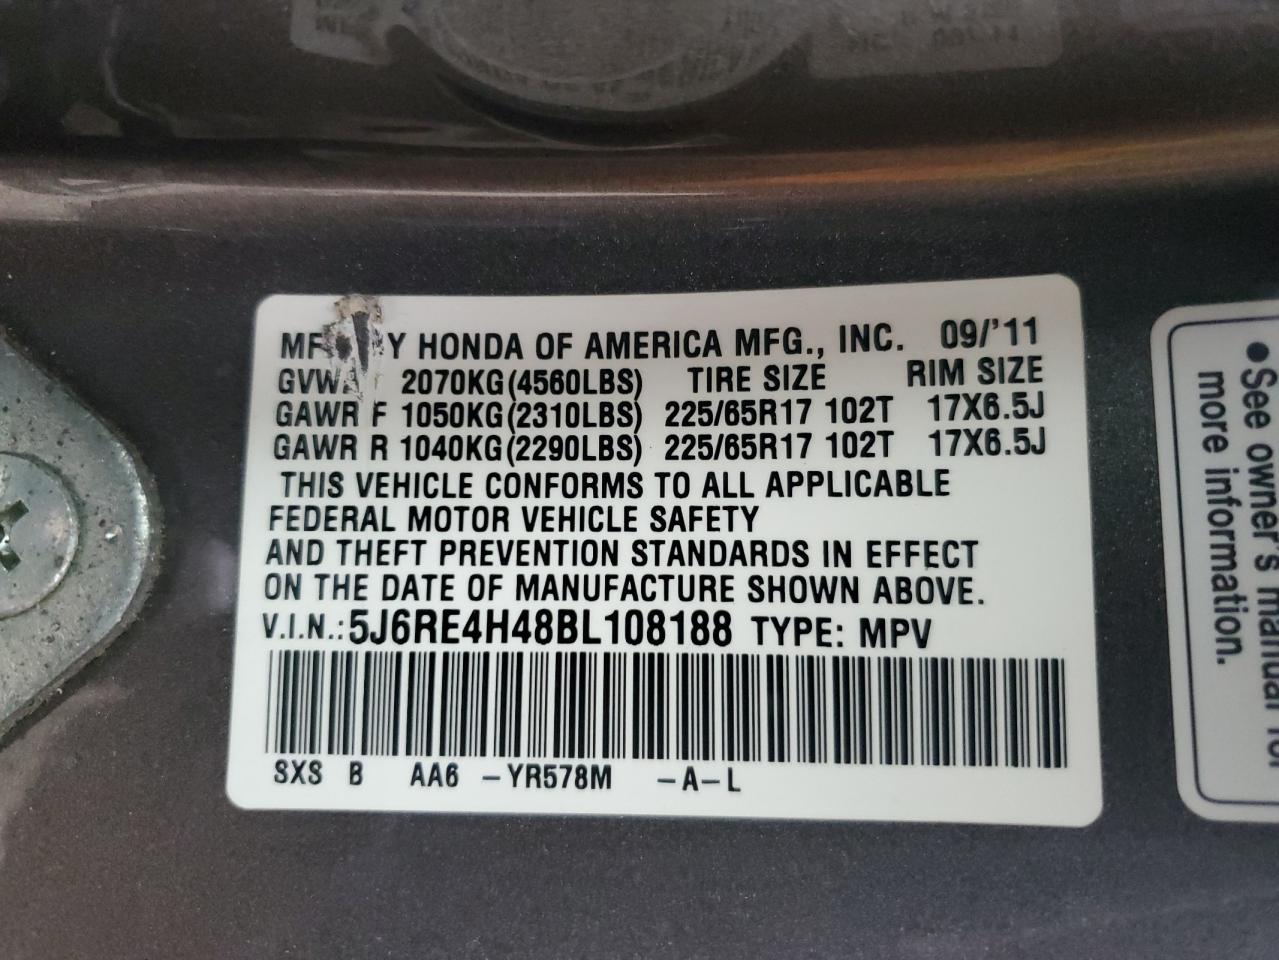 MF Y HONDA OF AMERICA MFG., INC. 09/'11
GVW 2070KG(4560LBS) TIRE SIZE RIM SIZE
GAWR F 1050KG(2310LBS) 225/65R17 102T 17X6.5J
GAWR R 1040KG(2290LBS) 225/65R17 102T 17X6.5J
THIS VEHICLE CONFORMS TO ALL APPLICABLE
FEDERAL MOTOR VEHICLE SAFETY
AND THEFT PREVENTION STANDARDS IN EFFECT
ON THE DATE OF MANUFACTURE SHOWN ABOVE.
V.I.N.: 5J6RE4H48BL108188 TYPE: MPV
SXS B AA6 -YR578M -A-L
•See owner's manual for
more information.